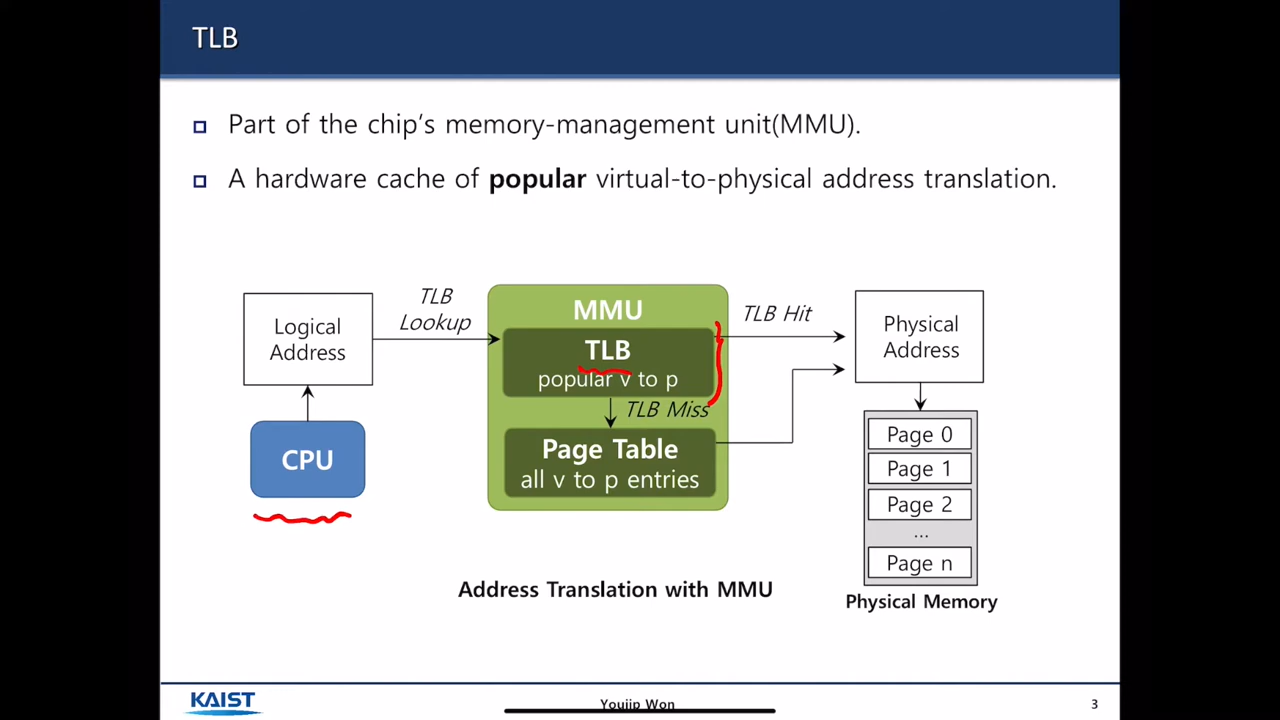 TLB
Part of the chip's memory-management unit(MMU).
A hardware cache of popular virtual-to-physical address translation.
Logical
Address
CPU
TLB
Lookup
MMU
TLB
popular v to p
TLB Miss
Page Table
all v to p entries
TLB Hit
Physical
Address
Page 0
Page 1
Page 2
...
Page n
Physical Memory
Address Translation with MMU
KAIST
Youjip Won
3